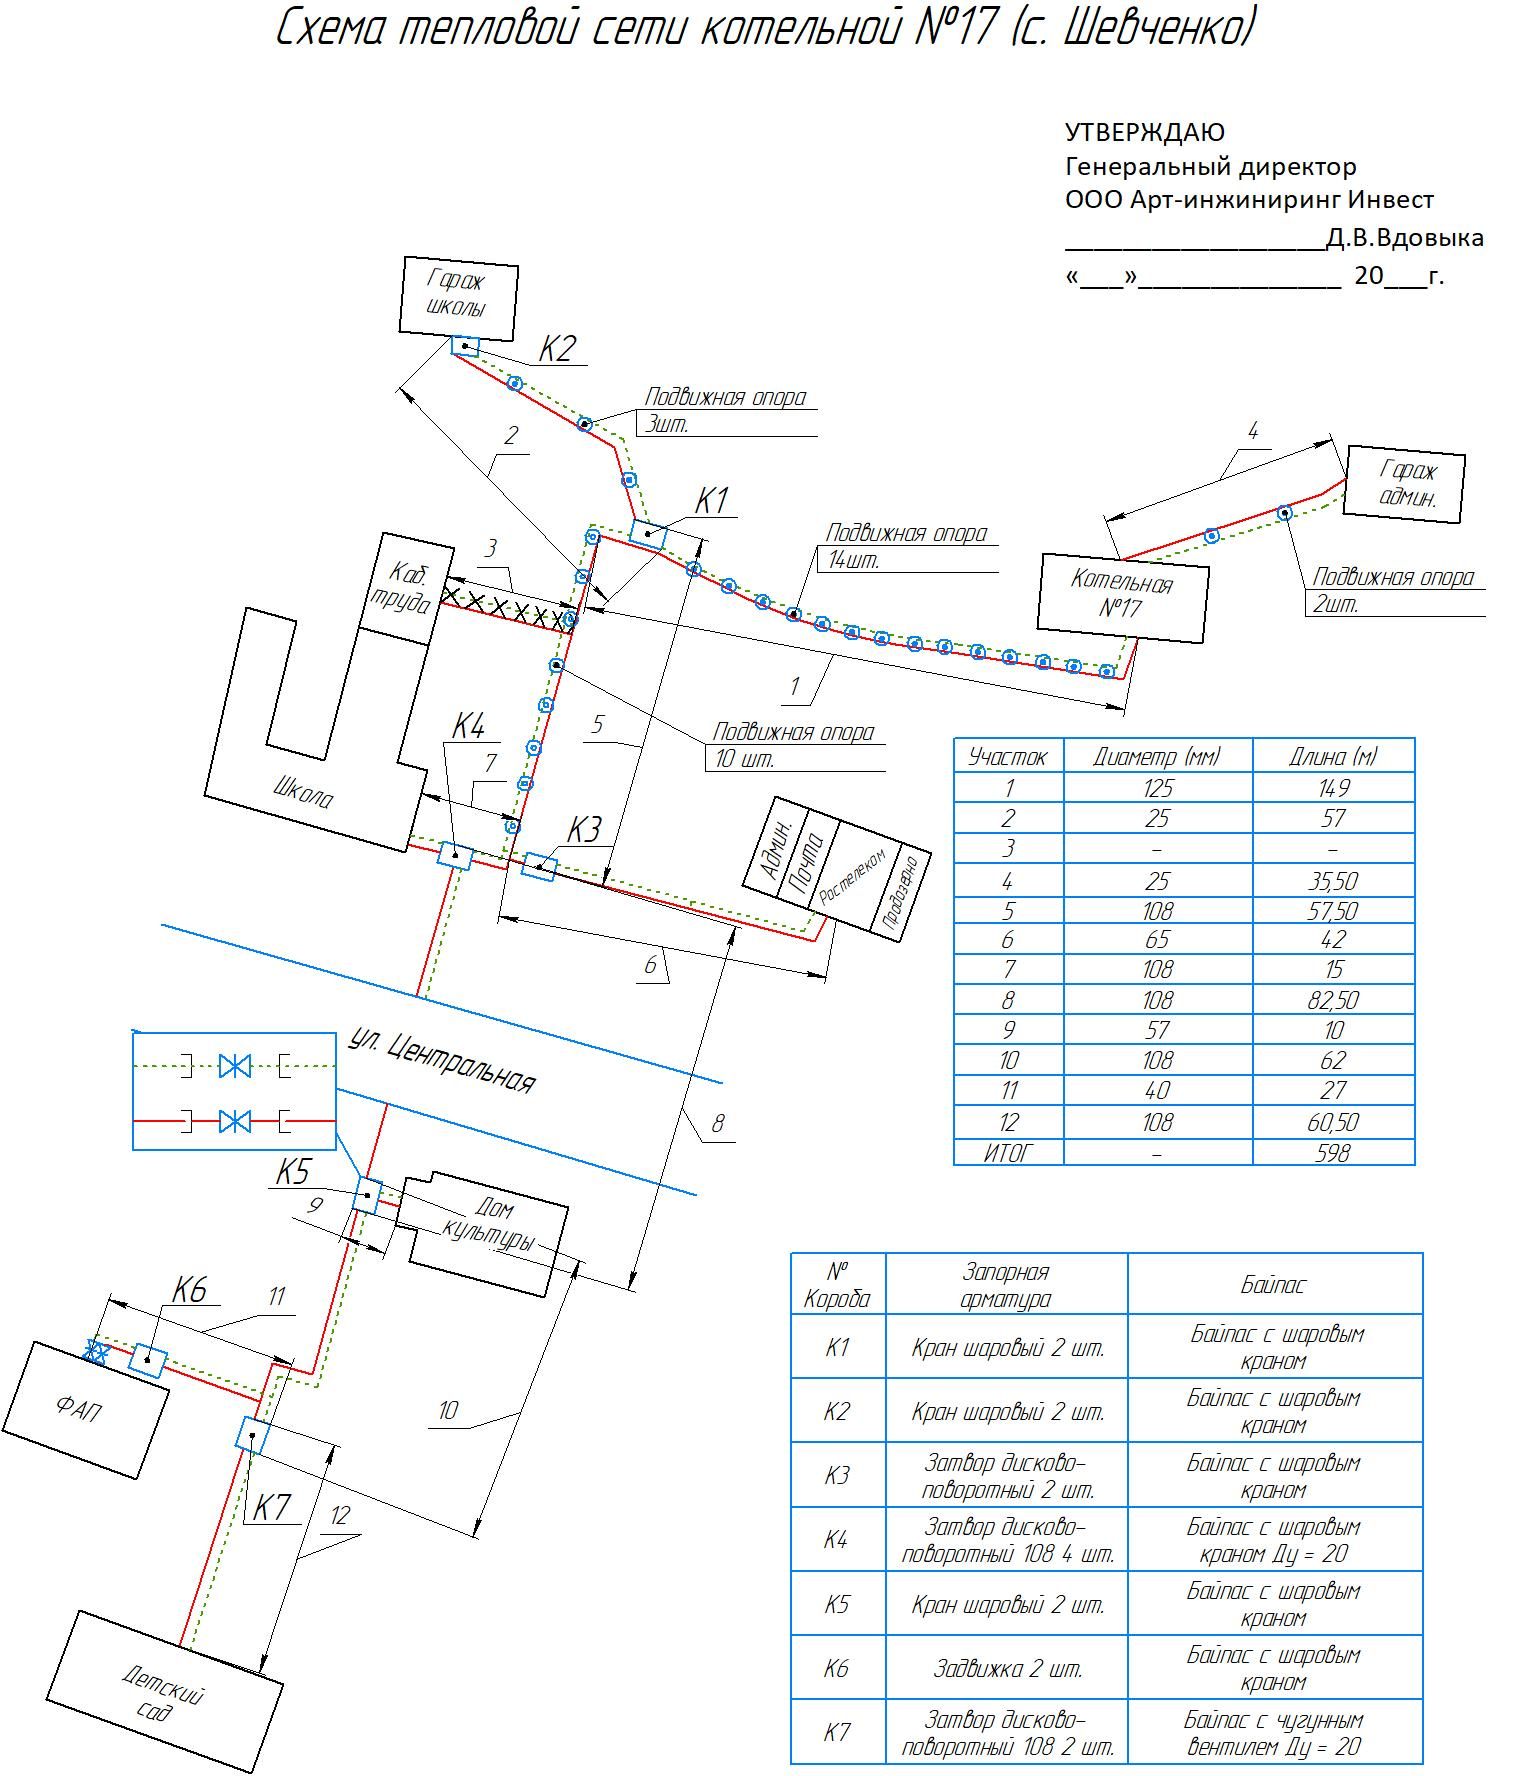 Схема тепловой сети котельной №17 (с. Шевченко)
УТВЕРЖДАЮ
Генеральный директор
ООО Арт-инжиниринг Инвест
___________________Д.В.Вдовыка
«___»______________ 20___г.
Гараж
школы
К2
Подвижная опора
3шт.
2
4
Гараж
админ.
К1
Подвижная опора
14шт.
3
Каб.
труда
Котельная
№17
Подвижная опора
2шт.
1
5
К4
7
Подвижная опора
10 шт.
Школа
К3
Админ.
Почта
Ростелеком
Продозерно
6
ул. Центральная
8
К5
9
Дом
культуры
К6
11
ФАП
10
К7
12
Детский
сад
Участок Диаметр (мм) Длина (м)
1 125 149
2 25 57
3 – –
4 25 35,50
5 108 57,50
6 65 42
7 108 15
8 108 82,50
9 57 10
10 108 62
11 40 27
12 108 60,50
ИТОГ – 598
№ Короба Запорная арматура Байпас
К1 Кран шаровый 2 шт. Байпас с шаровым краном
К2 Кран шаровый 2 шт. Байпас с шаровым краном
К3 Затвор дисково-поворотный 2 шт. Байпас с шаровым краном
К4 Затвор дисково-поворотный 108 4 шт. Байпас с шаровым краном Ду = 20
К5 Кран шаровый 2 шт. Байпас с шаровым краном
К6 Задвижка 2 шт. Байпас с шаровым краном
К7 Затвор дисково-поворотный 108 2 шт. Байпас с чугунным вентилем Ду = 20